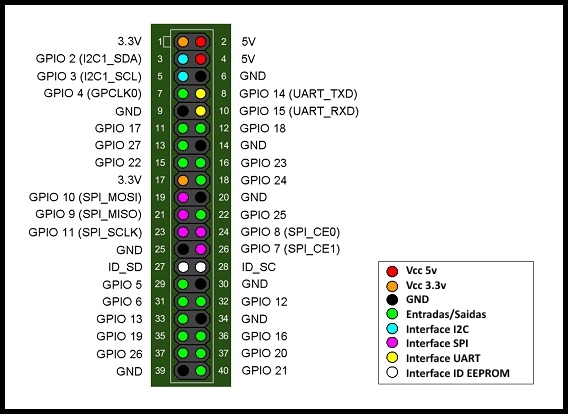 3.3V 1 2 5V
GPIO 2 (I2C1_SDA) 3 4 5V
GPIO 3 (I2C1_SCL) 5 6 GND
GPIO 4 (GPCLK0) 7 8 GPIO 14 (UART_TXD)
GND 9 10 GPIO 15 (UART_RXD)
GPIO 17 11 12 GPIO 18
GPIO 27 13 14 GND
GPIO 22 15 16 GPIO 23
3.3V 17 18 GPIO 24
GPIO 10 (SPI_MOSI) 19 20 GND
GPIO 9 (SPI_MISO) 21 22 GPIO 25
GPIO 11 (SPI_SCLK) 23 24 GPIO 8 (SPI_CE0)
GND 25 26 GPIO 7 (SPI_CE1)
ID_SD 27 28 ID_SC
GPIO 5 29 30 GND
GPIO 6 31 32 GPIO 12
GPIO 13 33 34 GND
GPIO 19 35 36 GPIO 16
GPIO 26 37 37 GPIO 20
GND 39 40 GPIO 21
Vcc 5v
Vcc 3.3v
GND
Entradas/Saidas
Interface I2C
Interface SPI
Interface UART
Interface ID EEPROM